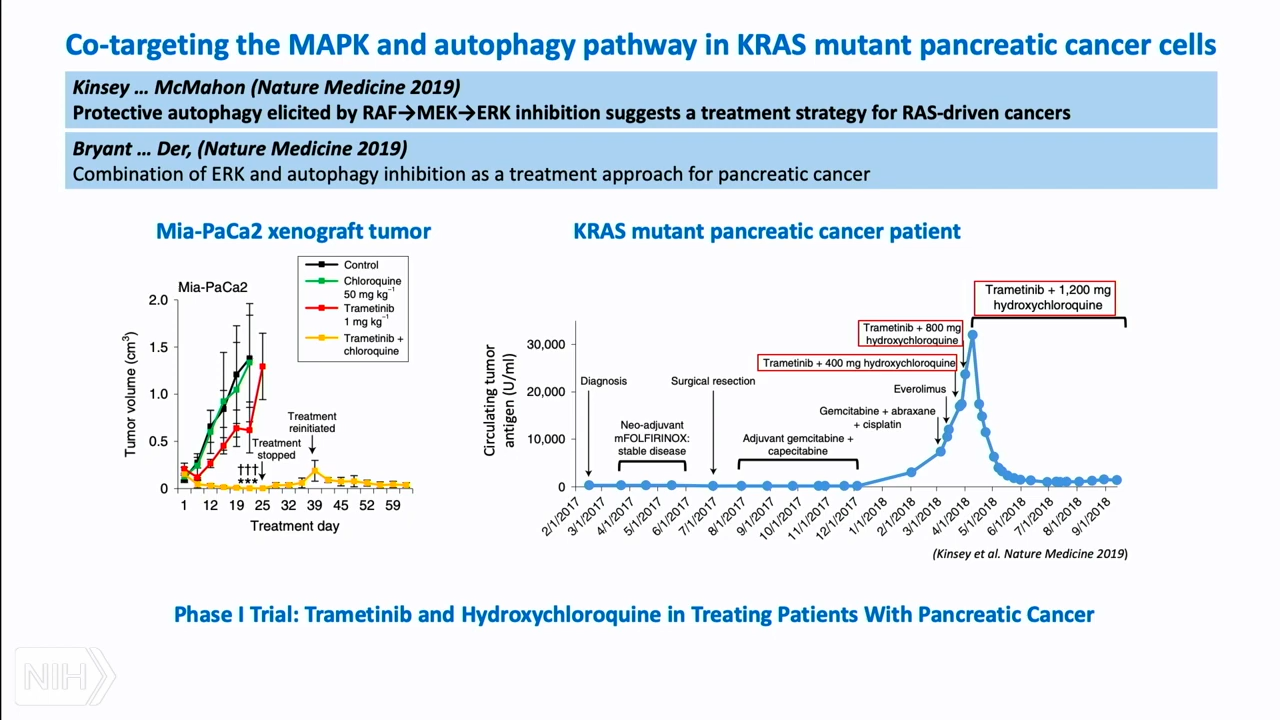 Co-targeting the MAPK and autophagy pathway in KRAS mutant pancreatic cancer cells
Kinsey ... McMahon (Nature Medicine 2019)
Protective autophagy elicited by RAF→MEK→ERK inhibition suggests a treatment strategy for RAS-driven cancers
Bryant ... Der, (Nature Medicine 2019)
Combination of ERK and autophagy inhibition as a treatment approach for pancreatic cancer
Mia-PaCa2 xenograft tumor
Mia-PaCa2
Control
Chloroquine
50 mg kg⁻¹
Trametinib
1 mg kg⁻¹
Trametinib +
chloroquine
Tumor volume (cm³)
2.0
1.5
1.0
0.5
0
Treatment
reinitiated
Treatment
stopped
†††
***
1 12 19 25 32 39 45 52 59
Treatment day
KRAS mutant pancreatic cancer patient
Trametinib + 1,200 mg
hydroxychloroquine
Trametinib + 800 mg
hydroxychloroquine
Trametinib + 400 mg hydroxychloroquine
Everolimus
Gemcitabine + abraxane
+ cisplatin
Diagnosis
Surgical resection
Neo-adjuvant
mFOLFIRINOX:
stable disease
Adjuvant gemcitabine +
capecitabine
Circulating tumor
antigen (U/ml)
30,000
20,000
10,000
0
2/1/2017 3/1/2017 4/1/2017 5/1/2017 6/1/2017 7/1/2017 8/1/2017 9/1/2017 10/1/2017 11/1/2017 12/1/2017 1/1/2018 2/1/2018 3/1/2018 4/1/2018 5/1/2018 6/1/2018 7/1/2018 8/1/2018 9/1/2018
(Kinsey et al. Nature Medicine 2019)
Phase I Trial: Trametinib and Hydroxychloroquine in Treating Patients With Pancreatic Cancer
NIH